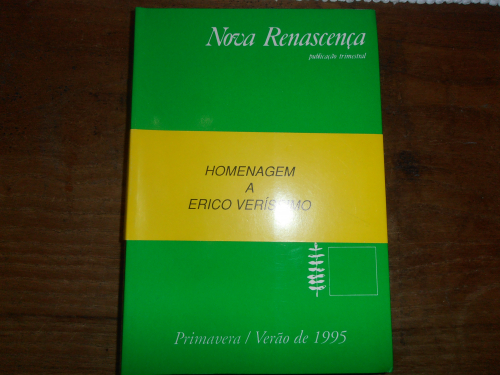 Nova Renascença
publicação trimestral
HOMENAGEM
A
ERICO VERÍSSIMO
Primavera / Verão de 1995